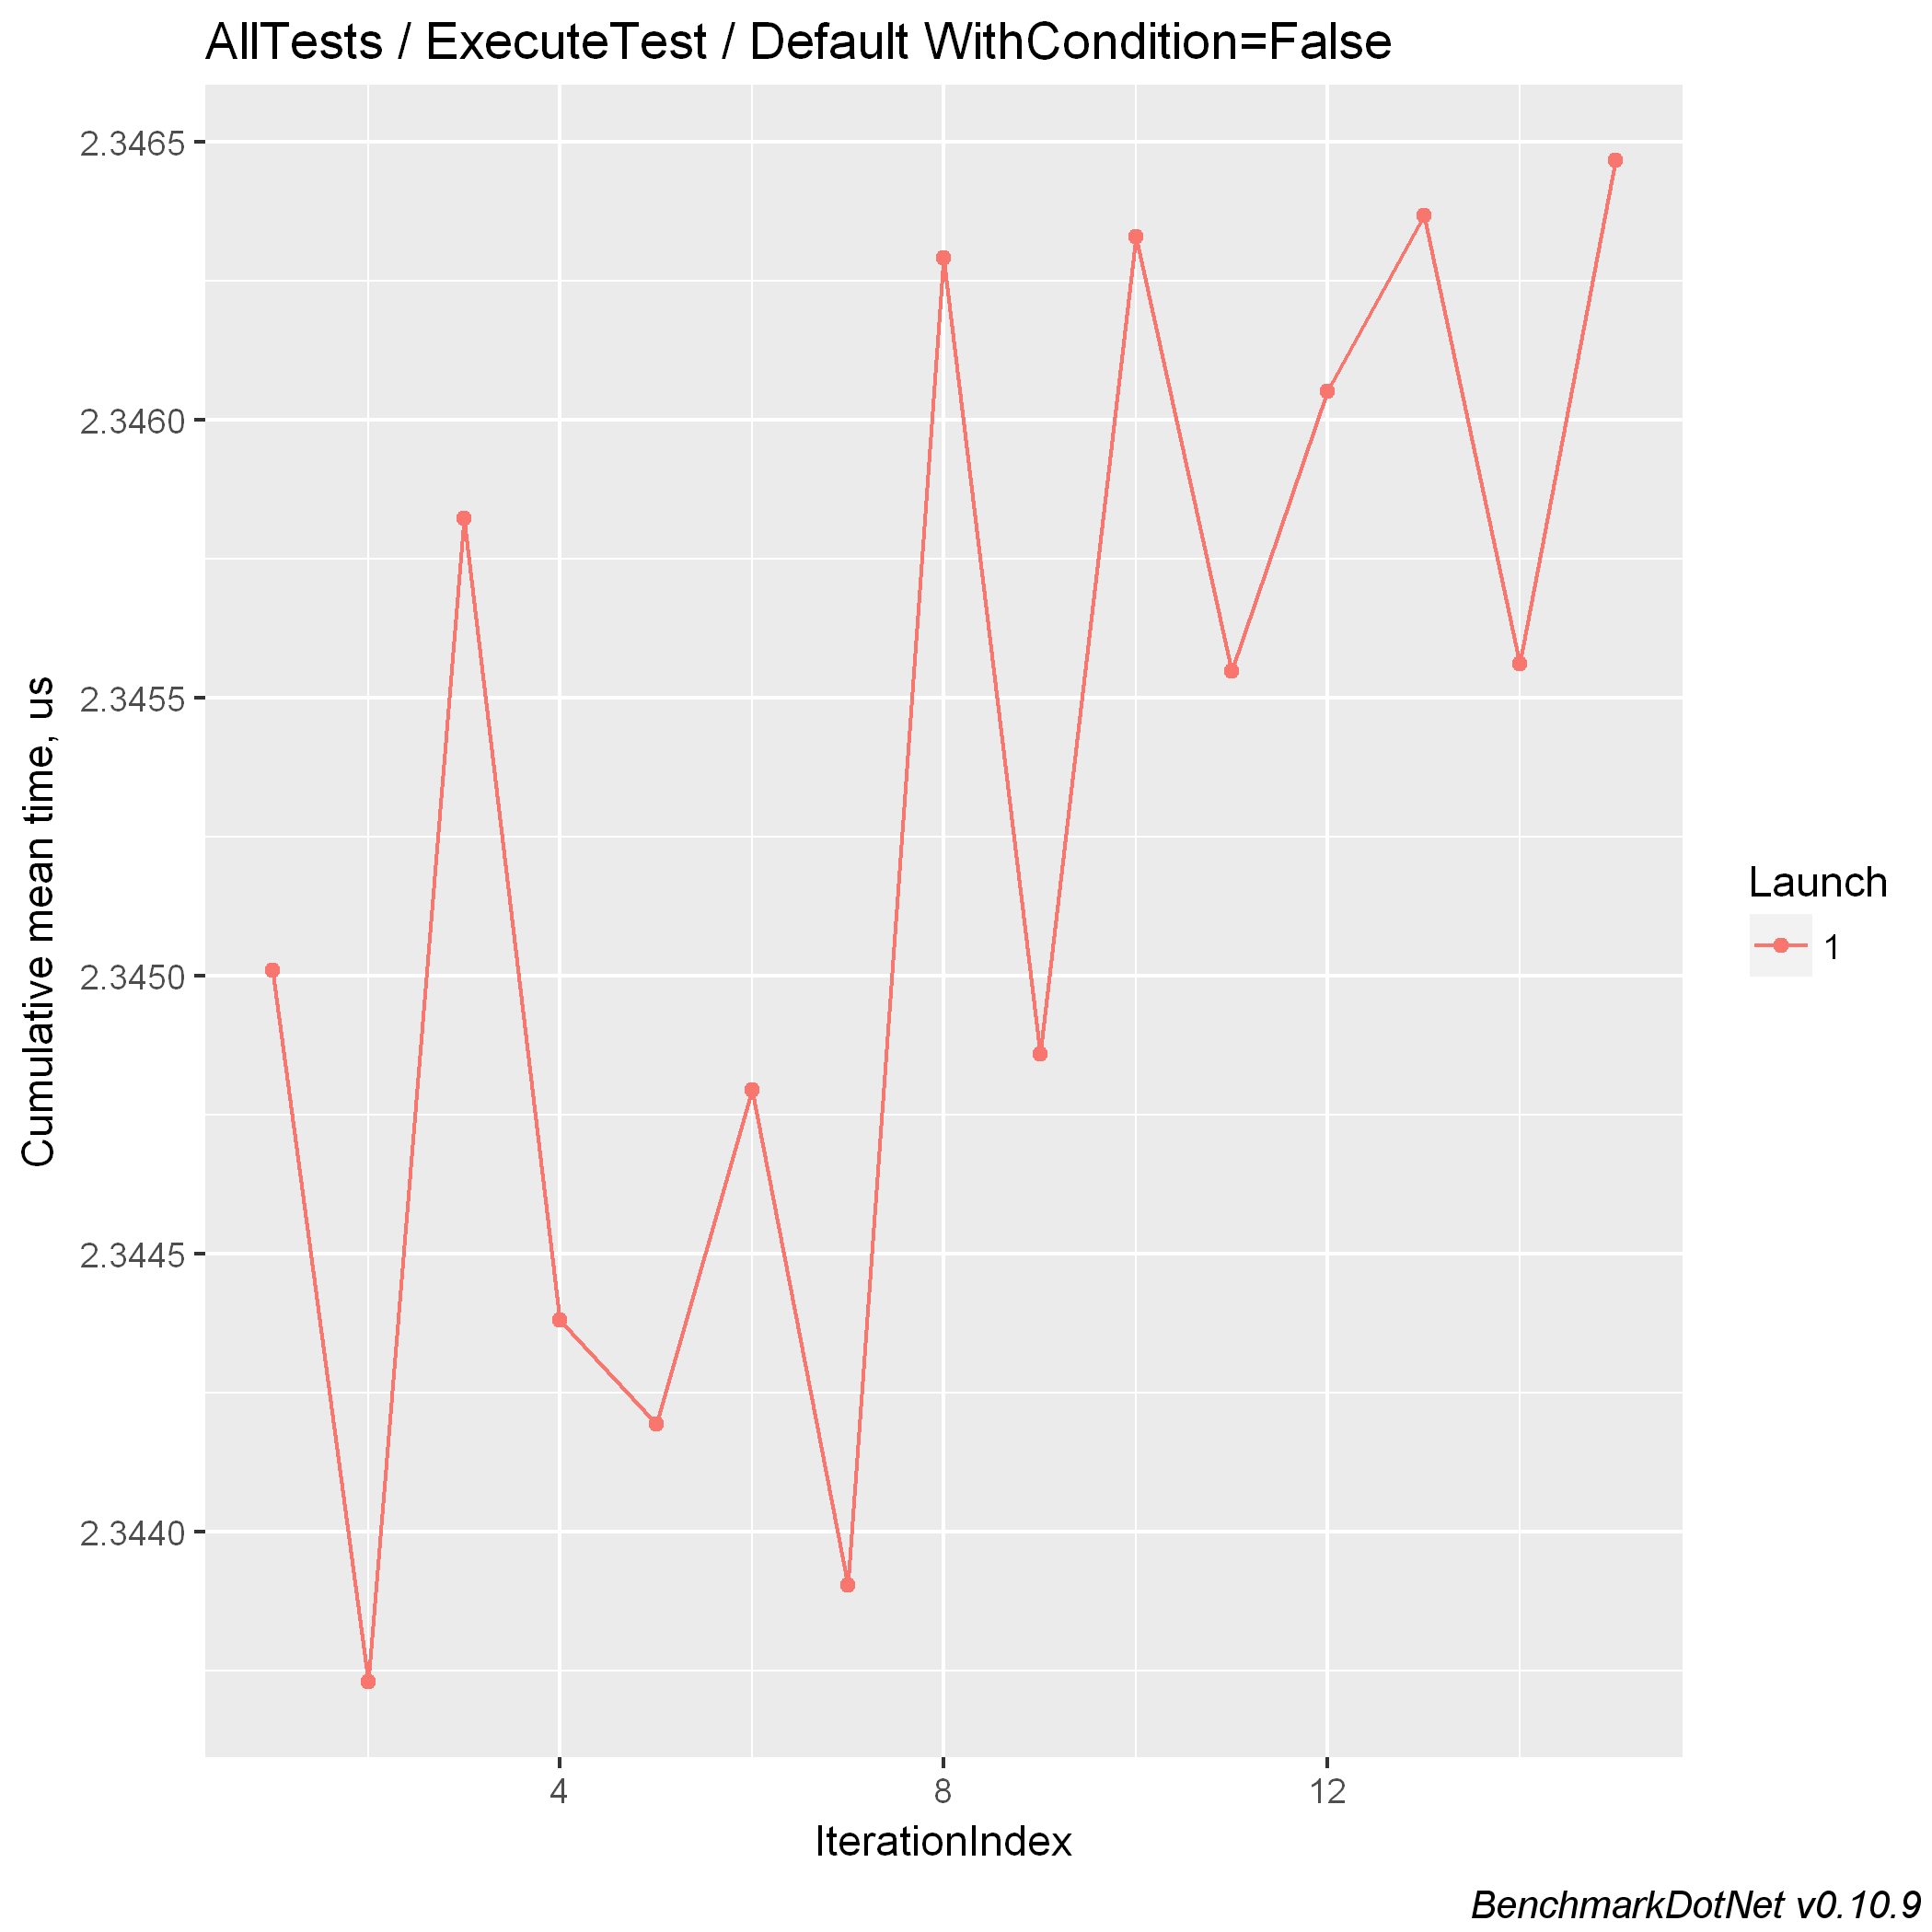 AllTests / ExecuteTest / Default WithCondition=False
2.3465
2.3460
2.3455
2.3450
2.3445
2.3440
Cumulative mean time, us
4
8
12
IterationIndex
Launch
1
BenchmarkDotNet v0.10.9